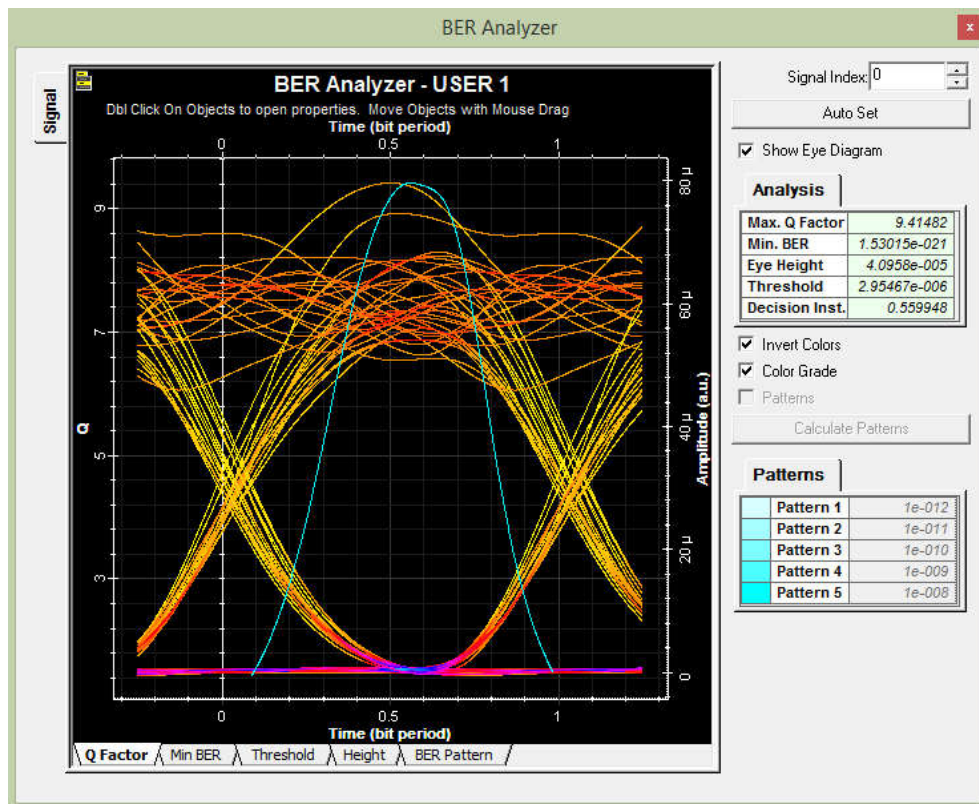 BER Analyzer
x
Signal
BER Analyzer - USER 1
Dbl Click On Objects to open properties. Move Objects with Mouse Drag
Time (bit period)
0 0.5 1
9
7
5
3
Q
80 μ
60 μ
40 μ
20 μ
0
Amplitude (a.u.)
0 0.5 1
Time (bit period)
Q Factor Min BER Threshold Height BER Pattern
Signal Index: 0
Auto Set
Show Eye Diagram
Analysis
Max. Q Factor 9.41482
Min. BER 1.53015e-021
Eye Height 4.0958e-005
Threshold 2.95467e-006
Decision Inst. 0.559948
Invert Colors
Color Grade
Patterns
Calculate Patterns
Patterns
Pattern 1 1e-012
Pattern 2 1e-011
Pattern 3 1e-010
Pattern 4 1e-009
Pattern 5 1e-008